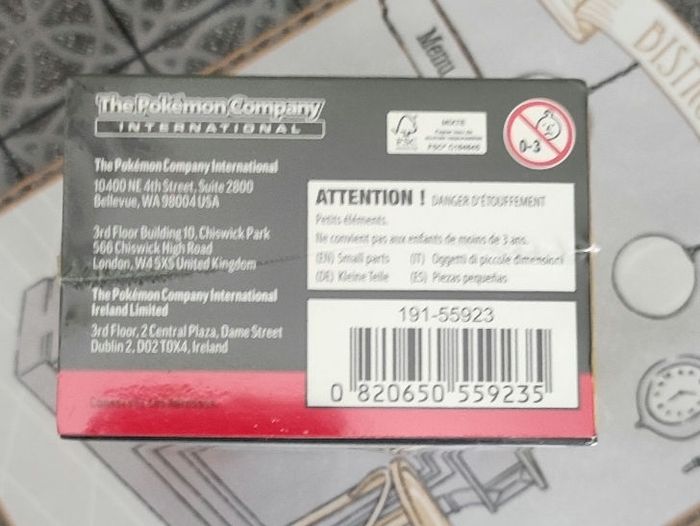 Menu
BIST
The Pokémon Company
INTERNATIONAL
The Pokémon Company International
10400 NE 4th Street, Suite 2800
Bellevue, WA 98004 USA
3rd Floor Building 10, Chiswick Park
566 Chiswick High Road
London, W4 5XS United Kingdom
The Pokémon Company International
Ireland Limited
3rd Floor, 2 Central Plaza, Dame Street
Dublin 2, D02 T0X4, Ireland
MIXTE
0-3
ATTENTION ! DANGER D'ÉTOUFFEMENT
Petits éléments.
Ne convient pas aux enfants de moins de 3 ans.
(EN) Small parts (IT) Oggetti di piccole dimensioni
(DE) Kleine Teile (ES) Piezas pequeñas
191-55923
0 820650 559235